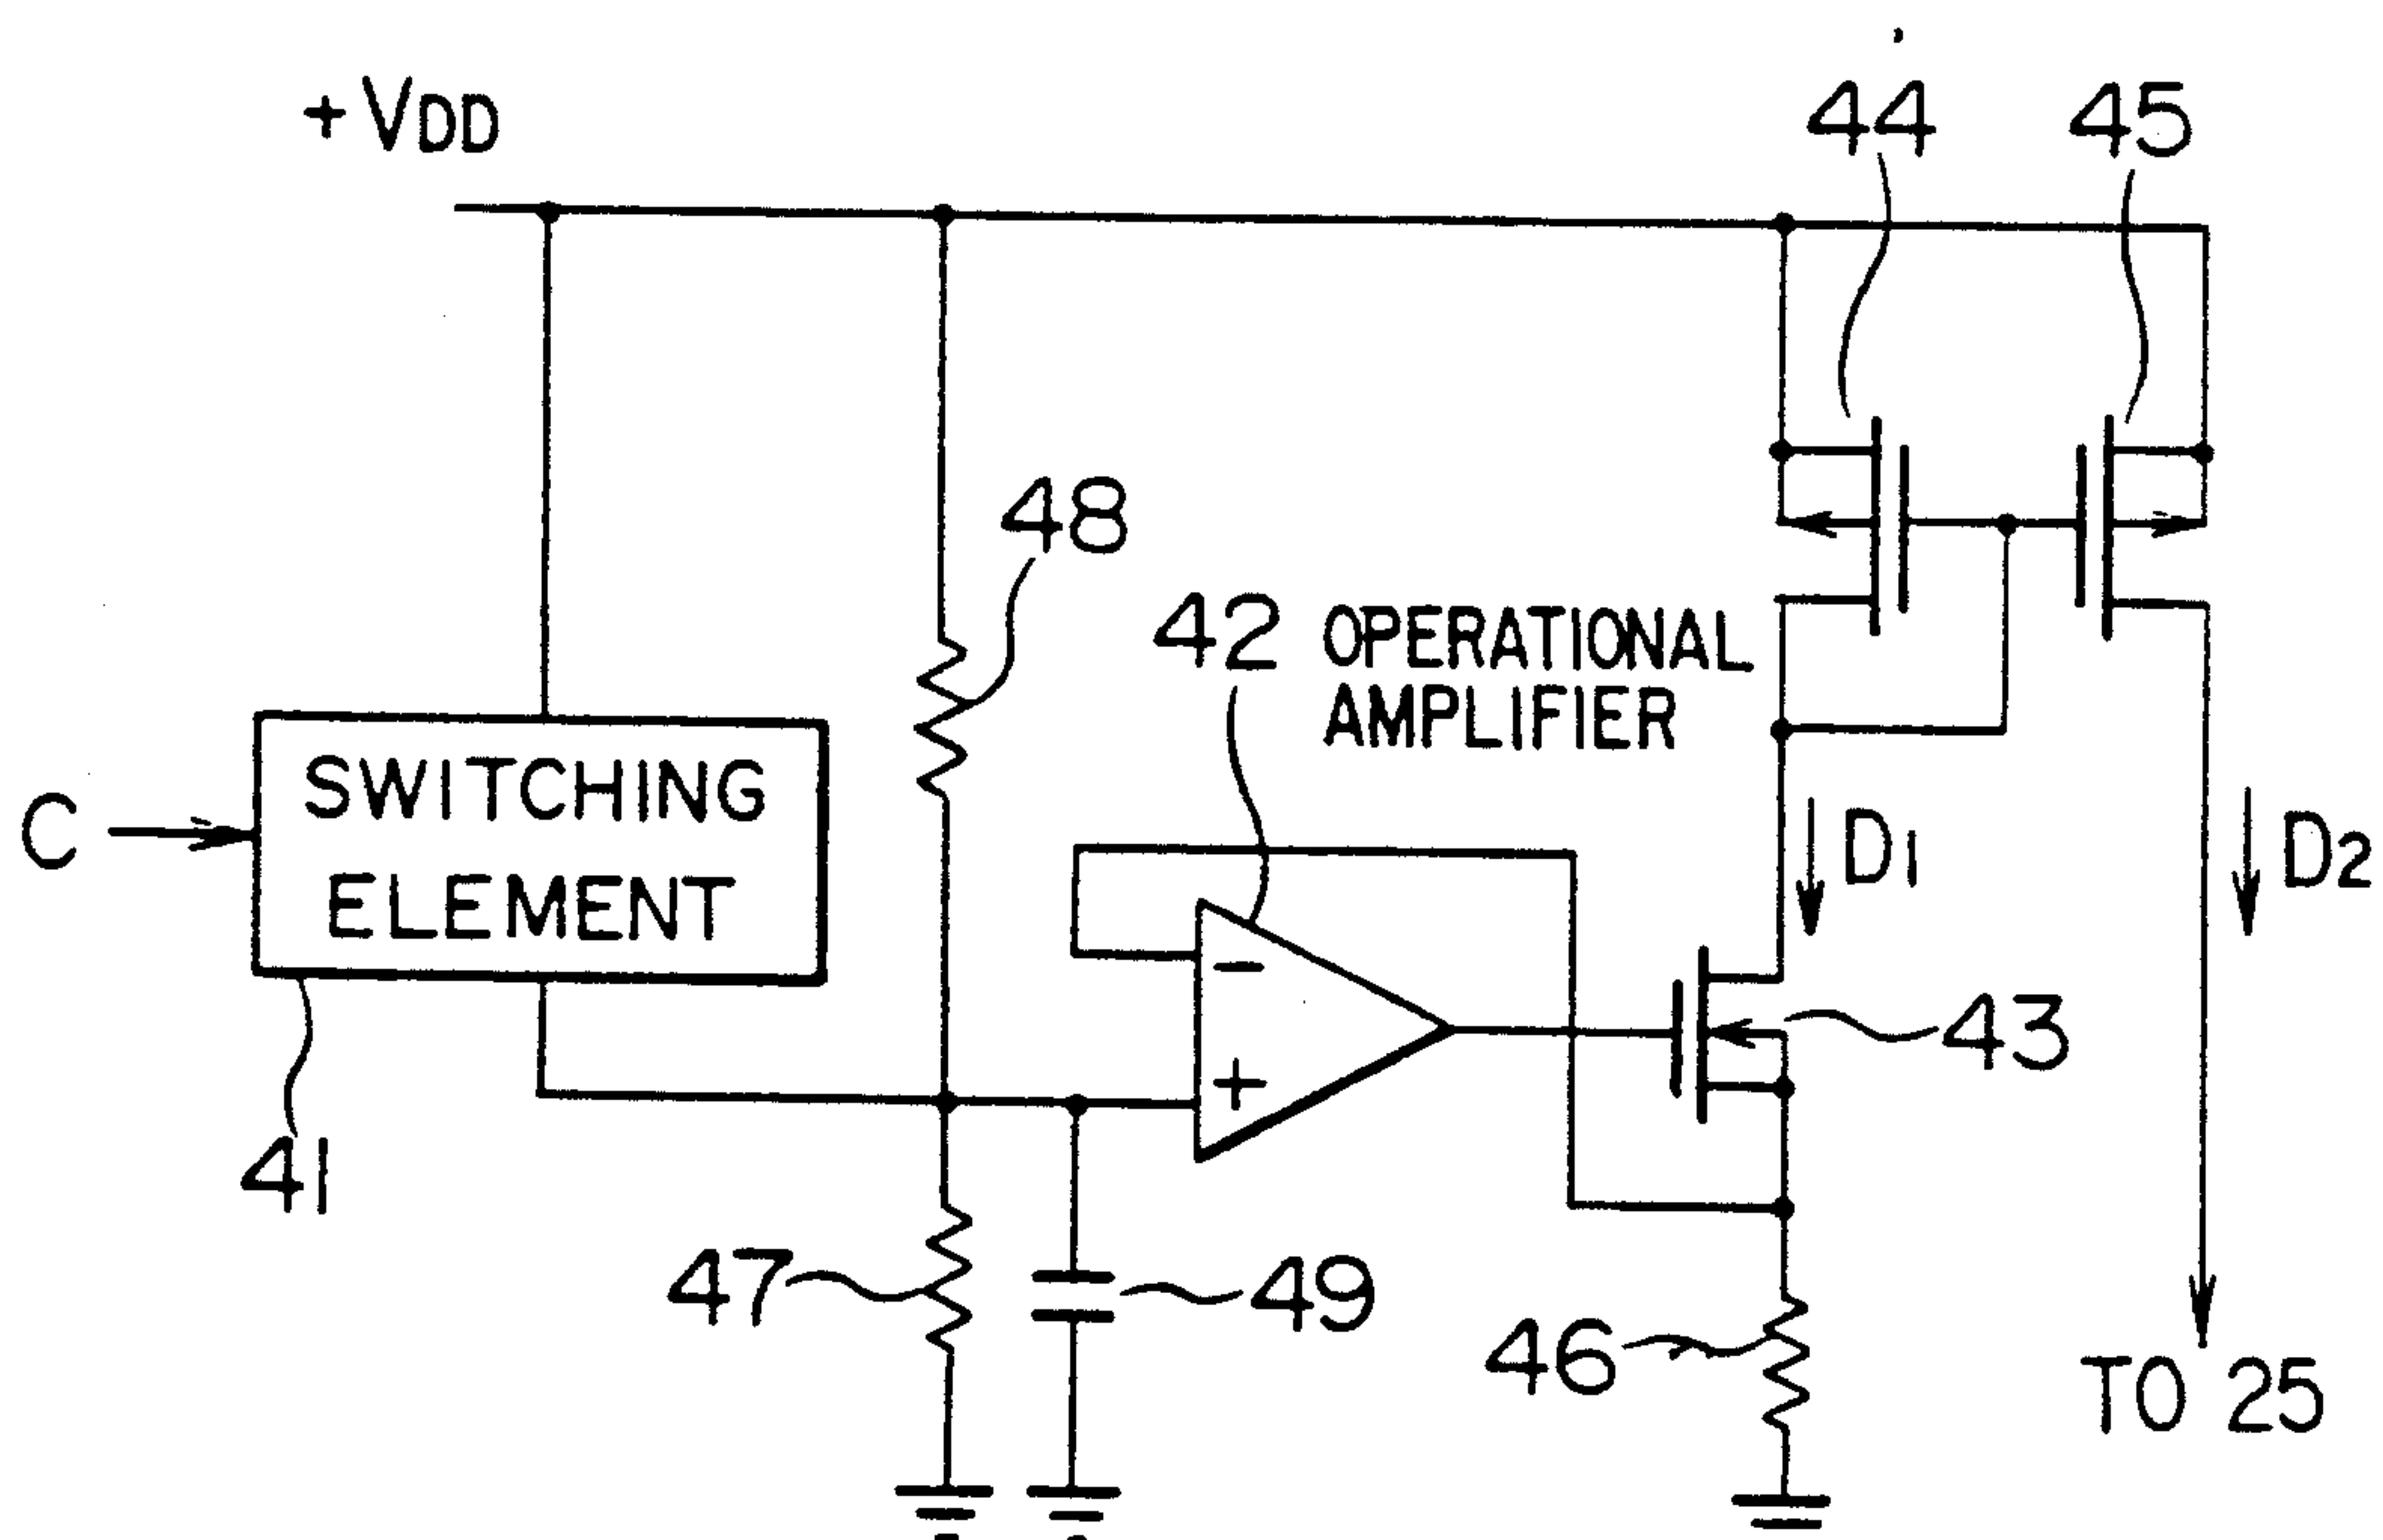 +VDD
44
45
48
42
OPERATIONAL
AMPLIFIER
SWITCHING
ELEMENT
C
D1
D2
−
+
43
41
47
49
46
TO 25